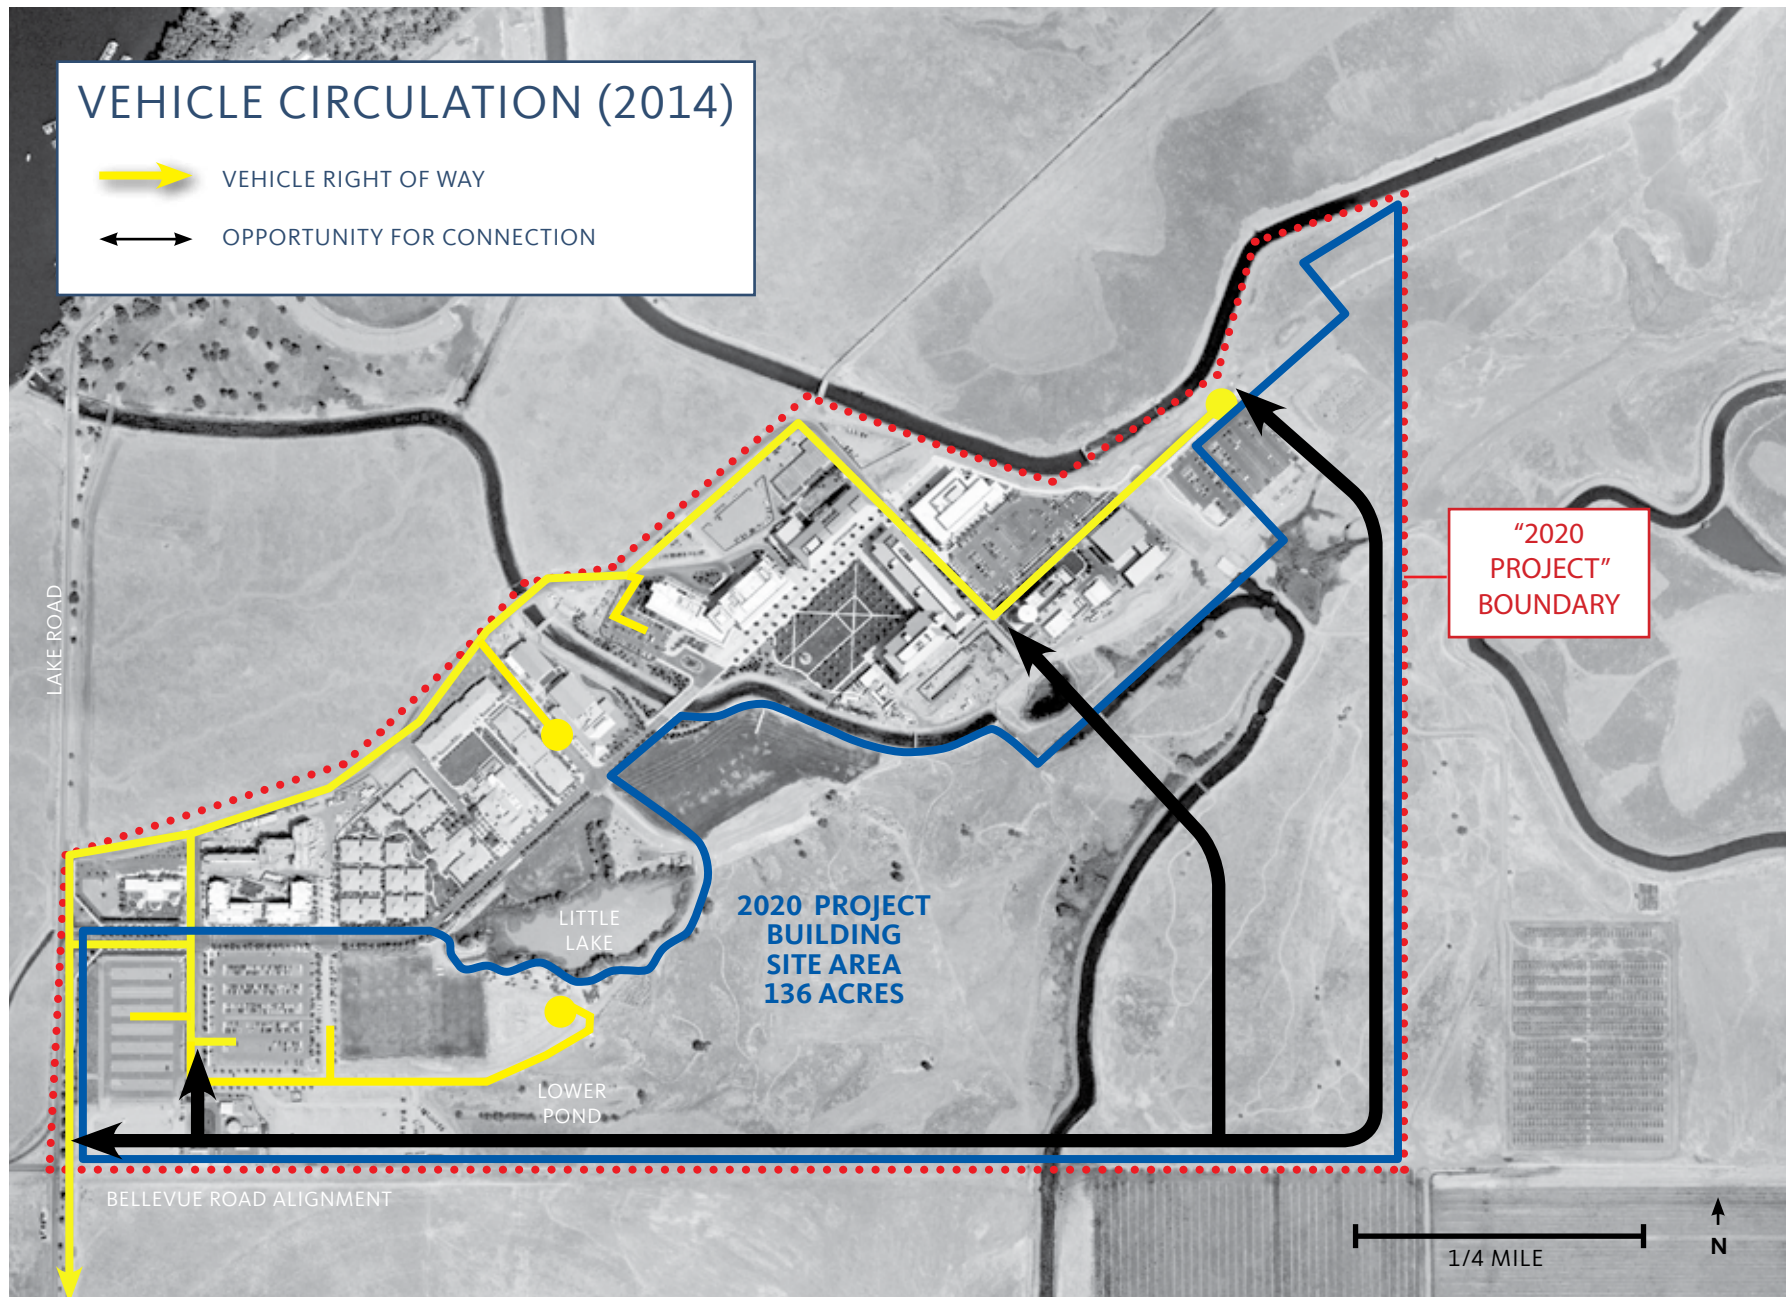 VEHICLE CIRCULATION (2014)
VEHICLE RIGHT OF WAY
OPPORTUNITY FOR CONNECTION
LAKE ROAD
"2020
PROJECT"
BOUNDARY
LITTLE
LAKE
2020 PROJECT
BUILDING
SITE AREA
136 ACRES
LOWER
POND
BELLEVUE ROAD ALIGNMENT
1/4 MILE
N